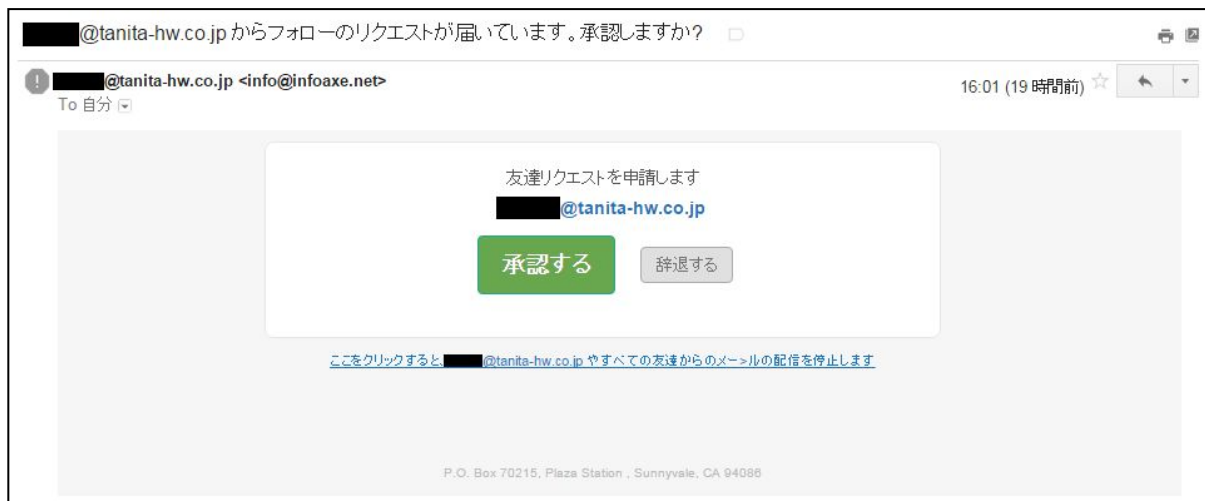 @tanita-hw.co.jp からフォローのリクエストが届いています。承認しますか?
@tanita-hw.co.jp <info@infoaxe.net>
16:01 (19 時間前)
To 自分
友達リクエストを申請します
@tanita-hw.co.jp
承認する
辞退する
ここをクリックすると、@tanita-hw.co.jp やすべての友達からのメー>ルの配信を停止します
P.O. Box 70215, Plaza Station , Sunnyvale, CA 94086